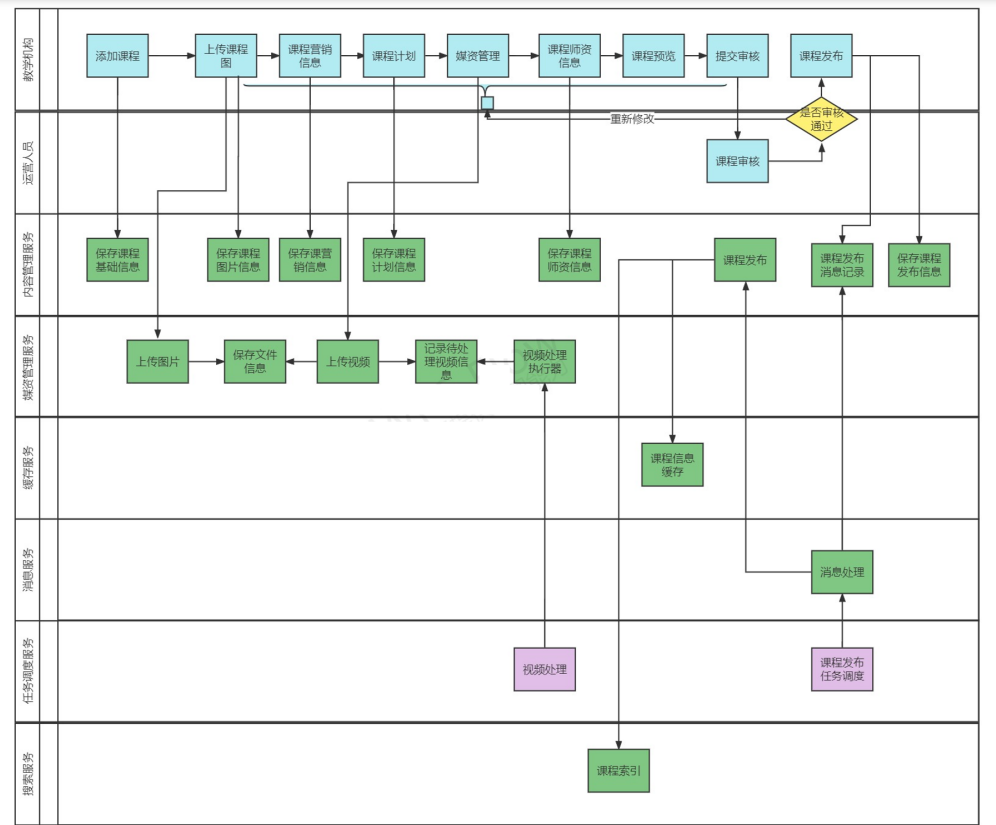 教学机构
添加课程
上传课程
图
课程营销
信息
课程计划
媒资管理
课程师资
信息
课程预览
提交审核
课程发布
运营人员
重新修改
是否审核
通过
课程审核
内容管理服务
保存课程
基础信息
保存课程
图片信息
保存课营
销信息
保存课程
计划信息
保存课程
师资信息
课程发布
课程发布
消息记录
保存课程
发布信息
媒资管理服务
上传图片
保存文件
信息
上传视频
记录待处
理视频信
息
视频处理
执行器
缓存服务
课程信息
缓存
消息服务
消息处理
任务调度服务
视频处理
课程发布
任务调度
搜索服务
课程索引